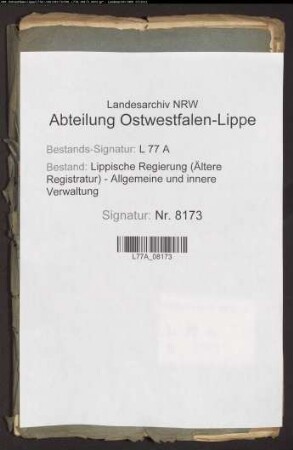 Landesarchiv NRW
Abteilung Ostwestfalen-Lippe
Bestands-Signatur: L 77 A
Bestand: Lippische Regierung (Ältere
Registratur) - Allgemeine und innere
Verwaltung
Signatur: Nr. 8173
L77A_08173